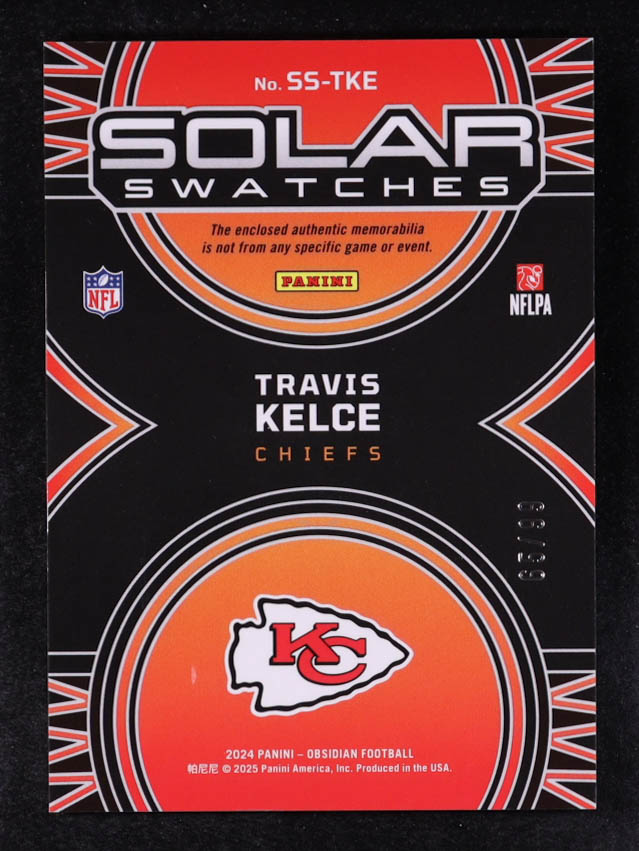 No. SS-TKE
SOLAR
SWATCHES
The enclosed authentic memorabilia
is not from any specific game or event.
PANINI
NFL
NFLPA
TRAVIS
KELCE
CHIEFS
65/99
KC
2024 PANINI – OBSIDIAN FOOTBALL
帕尼尼 © 2025 Panini America, Inc. Produced in the USA.